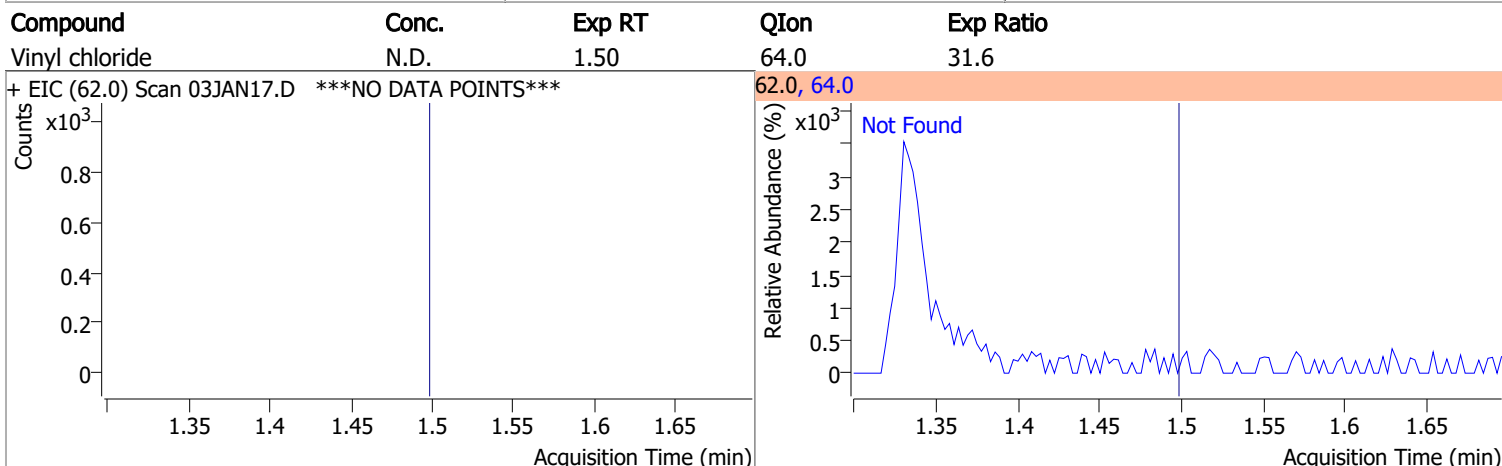 Compound Conc. Exp RT QIon Exp Ratio
Vinyl chloride N.D. 1.50 64.0 31.6
+ EIC (62.0) Scan 03JAN17.D ***NO DATA POINTS***
Counts
x10³
0.8
0.6
0.4
0.2
0
1.35 1.4 1.45 1.5 1.55 1.6 1.65
Acquisition Time (min)
62.0, 64.0
Relative Abundance (%)
x10³
Not Found
3
2.5
2
1.5
1
0.5
0
1.35 1.4 1.45 1.5 1.55 1.6 1.65
Acquisition Time (min)